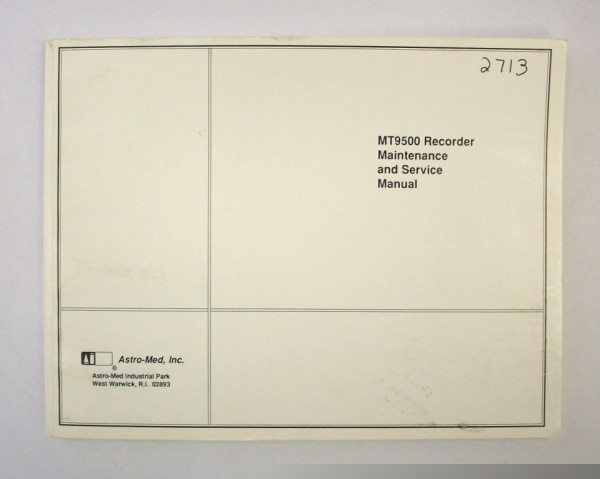 2713
MT9500 Recorder
Maintenance
and Service
Manual
Astro-Med, Inc.
®
Astro-Med Industrial Park
West Warwick, R.I. 02893